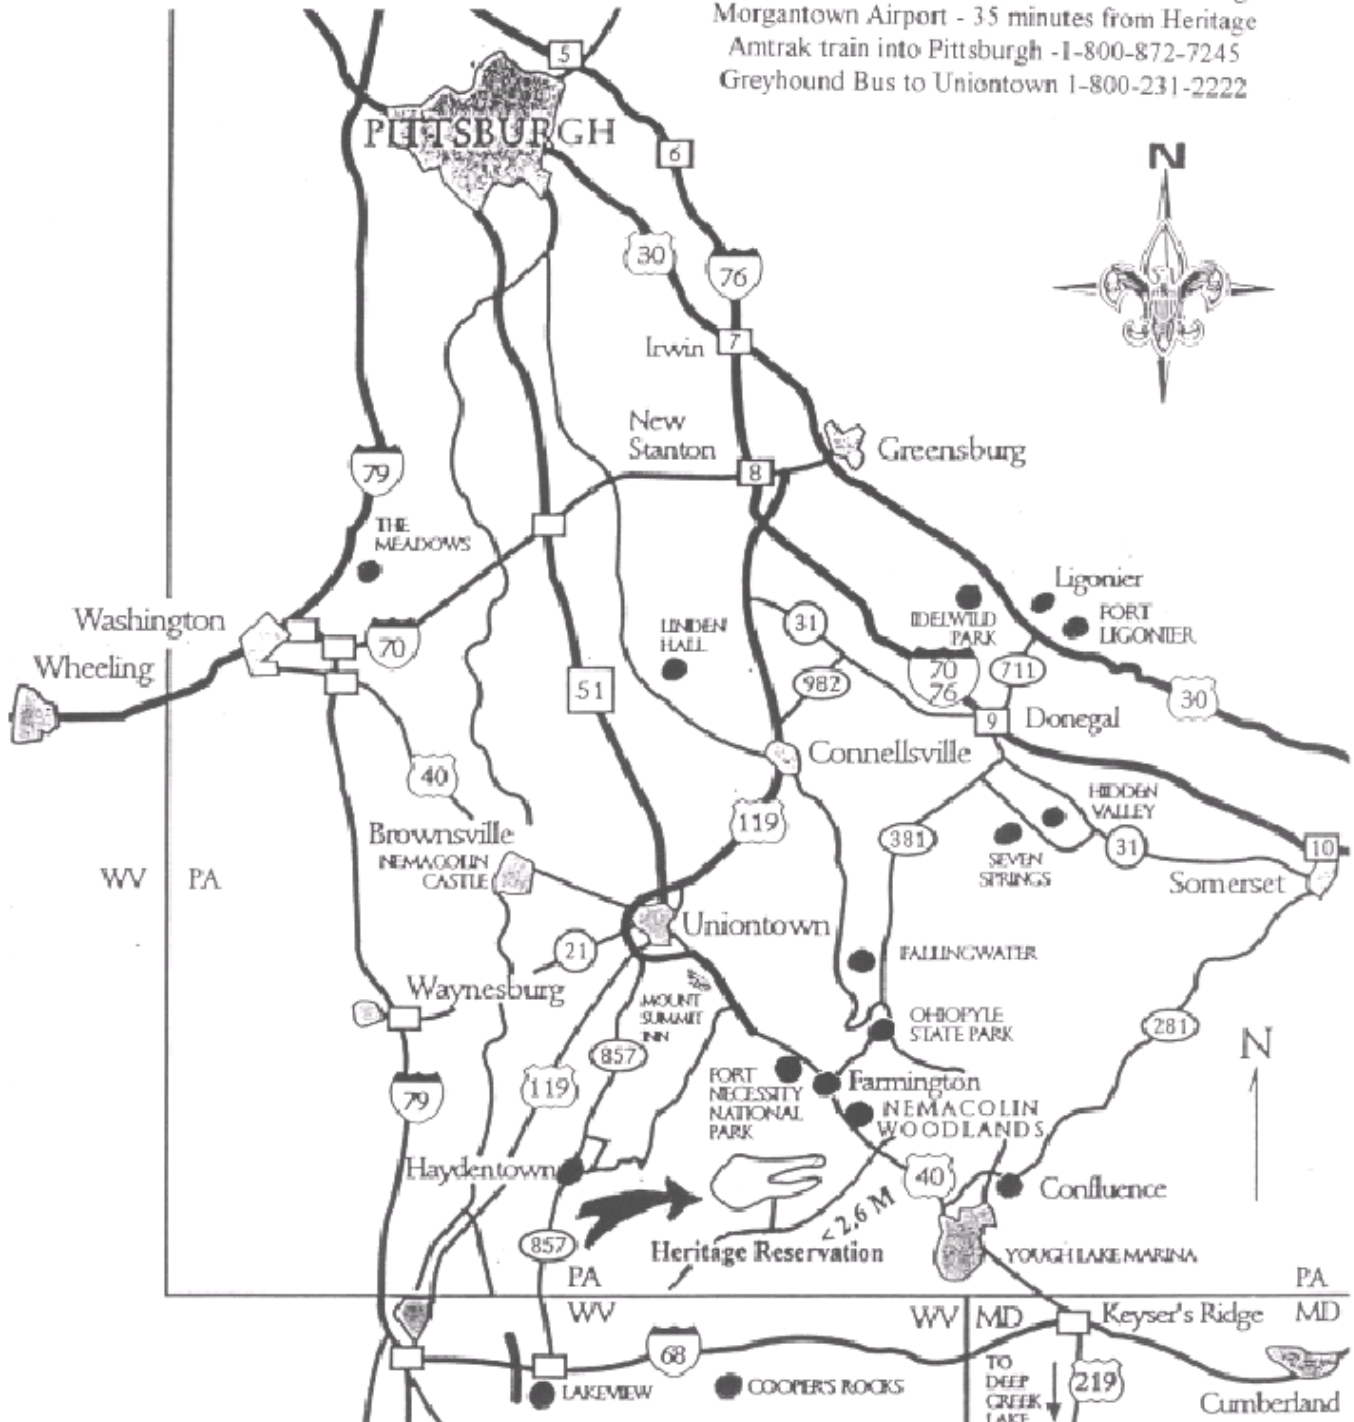 Morgantown Airport - 35 minutes from Heritage
Amtrak train into Pittsburgh -1-800-872-7245
Greyhound Bus to Uniontown 1-800-231-2222
5
PITTSBURGH
6
N
30
76
Irwin
7
New
Stanton
8
Greensburg
79
THE
MEADOWS
Ligonier
Washington
70
LINDEN
HALL
31
IDELWILD
PARK
FORT
LIGONIER
Wheeling
51
982
70
76
711
30
9
Donegal
Connellsville
40
119
381
HIDDEN
VALLEY
Brownsville
NEMACOLIN
CASTLE
SEVEN
SPRINGS
31
10
Somerset
WV
PA
Uniontown
21
FALLINGWATER
Waynesburg
MOUNT
SUMMIT
INN
OHIOPYLE
STATE PARK
281
N
857
79
119
FORT
NECESSITY
NATIONAL
PARK
Farmington
NEMACOLIN
WOODLANDS
Haydentown
40
Confluence
< 2.6 M
857
Heritage Reservation
YOUGH LAKE MARINA
PA
PA
WV
WV
MD
Keyser's Ridge
MD
68
TO
DEEP
CREEK
LAKE
219
LAKEVIEW
COOPER'S ROCKS
Cumberland